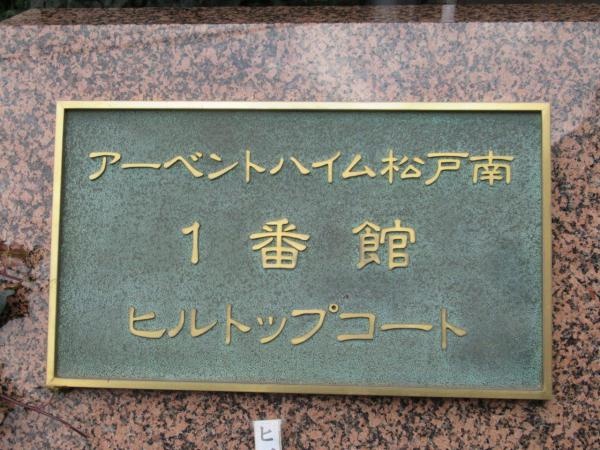 アーベントハイム松戸南
1番館
ヒルトップコート
ヒ